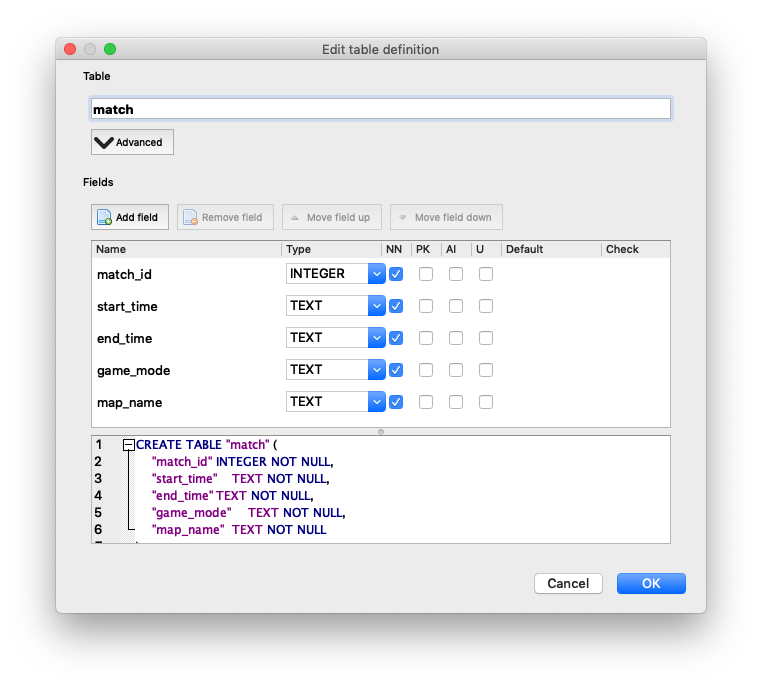 Edit table definition
Table
match
Advanced
Fields
Add field Remove field Move field up Move field down
Name Type NN PK AI U Default Check
match_id INTEGER
start_time TEXT
end_time TEXT
game_mode TEXT
map_name TEXT
1 CREATE TABLE "match" (
2 "match_id" INTEGER NOT NULL,
3 "start_time" TEXT NOT NULL,
4 "end_time" TEXT NOT NULL,
5 "game_mode" TEXT NOT NULL,
6 "map_name" TEXT NOT NULL
Cancel OK